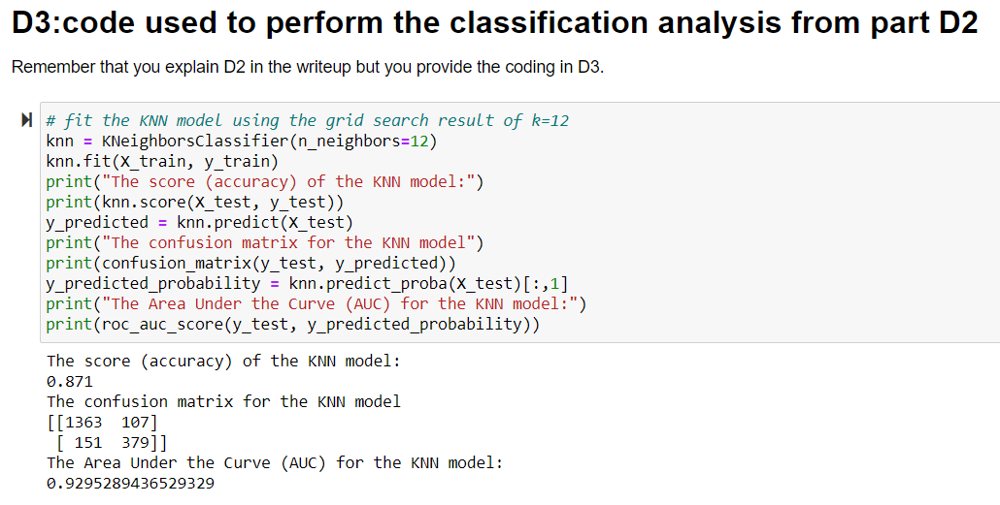 D3:code used to perform the classification analysis from part D2
Remember that you explain D2 in the writeup but you provide the coding in D3.
# fit the KNN model using the grid search result of k=12
knn = KNeighborsClassifier(n_neighbors=12)
knn.fit(X_train, y_train)
print("The score (accuracy) of the KNN model:")
print(knn.score(X_test, y_test))
y_predicted = knn.predict(X_test)
print("The confusion matrix for the KNN model")
print(confusion_matrix(y_test, y_predicted))
y_predicted_probability = knn.predict_proba(X_test)[:,1]
print("The Area Under the Curve (AUC) for the KNN model:")
print(roc_auc_score(y_test, y_predicted_probability))
The score (accuracy) of the KNN model:
0.871
The confusion matrix for the KNN model
[[1363  107]
 [ 151  379]]
The Area Under the Curve (AUC) for the KNN model:
0.9295289436529329